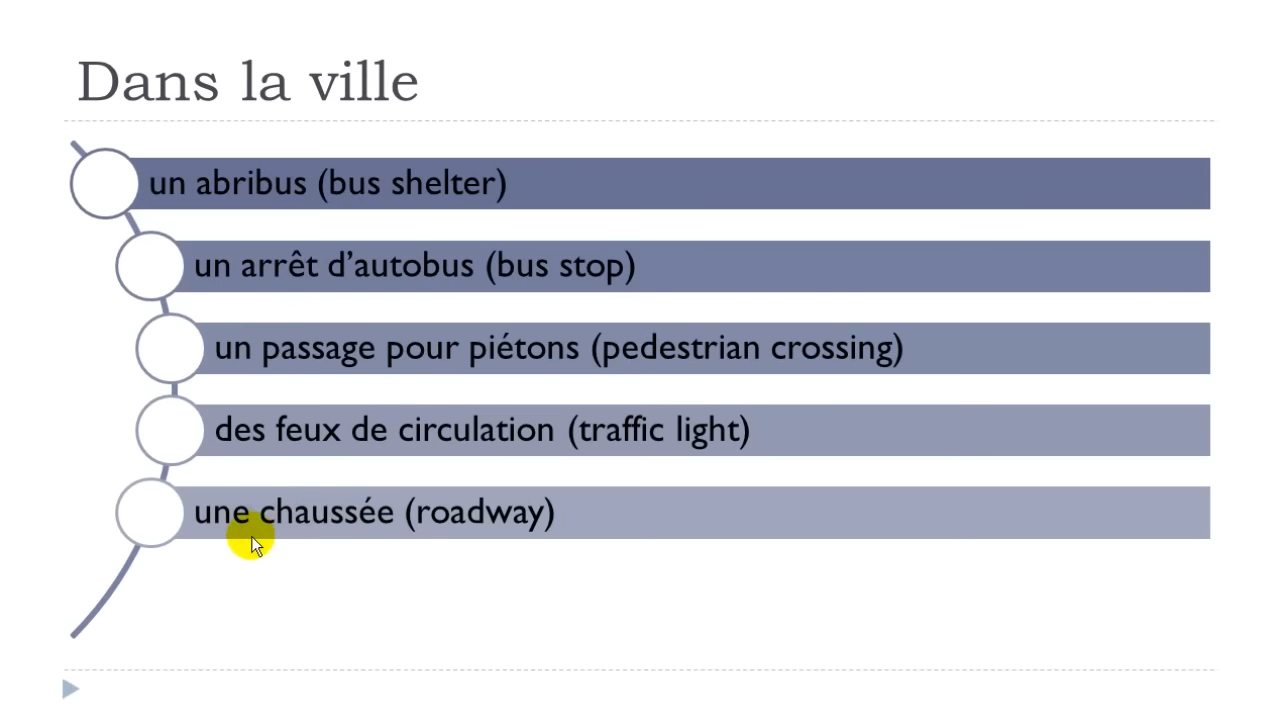 Dans la ville
un abribus (bus shelter)
un arrêt d’autobus (bus stop)
un passage pour piétons (pedestrian crossing)
des feux de circulation (traffic light)
une chaussée (roadway)